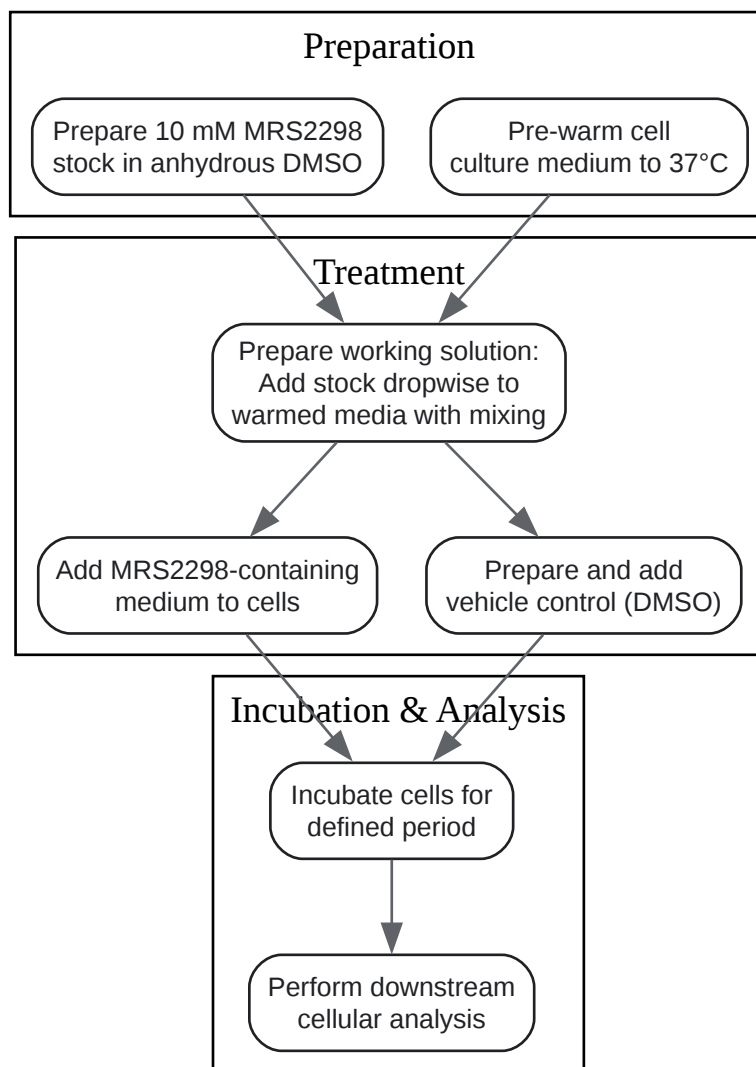 Preparation
Prepare 10 mM MRS2298
stock in anhydrous DMSO
Pre-warm cell
culture medium to 37°C
Treatment
Prepare working solution:
Add stock dropwise to
warmed media with mixing
Add MRS2298-containing
medium to cells
Prepare and add
vehicle control (DMSO)
Incubation & Analysis
Incubate cells for
defined period
Perform downstream
cellular analysis